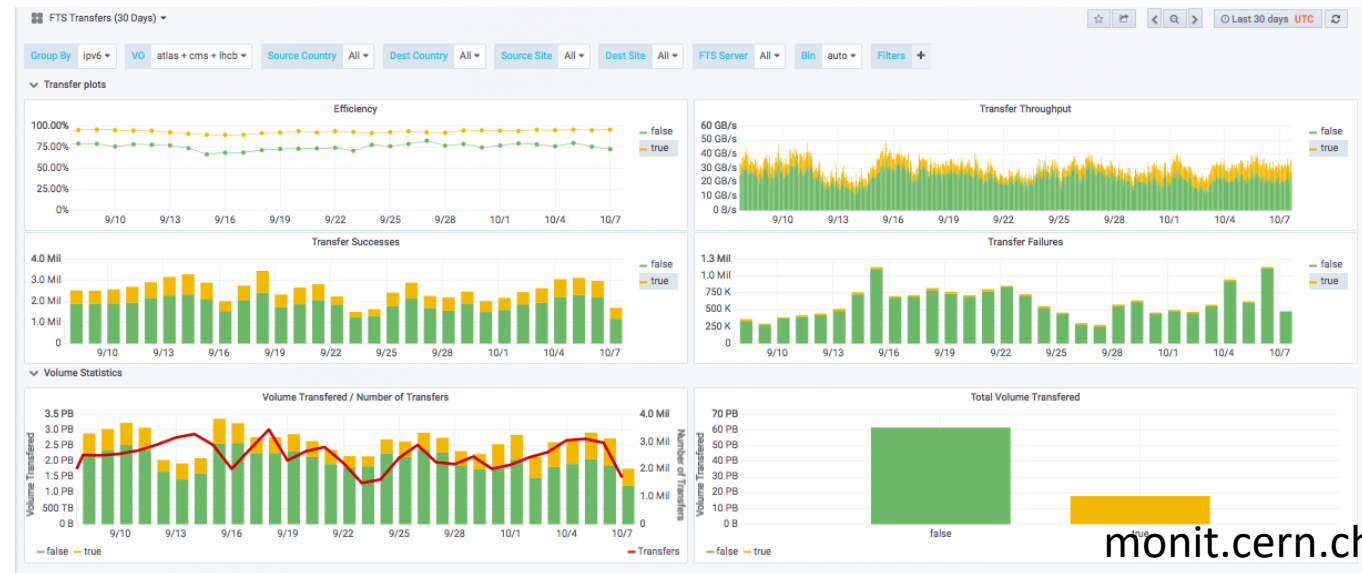 FTS Transfers (30 Days)
Last 30 days UTC
Group By ipv6 VO atlas + cms + lhcb Source Country All Dest Country All Source Site All Dest Site All FTS Server All Bin auto Filters +
Transfer plots
Efficiency
100.00%
75.00%
50.00%
25.00%
0%
9/10 9/13 9/16 9/19 9/22 9/25 9/28 10/1 10/4 10/7
false
true
Transfer Throughput
60 GB/s
50 GB/s
40 GB/s
30 GB/s
20 GB/s
10 GB/s
0 B/s
9/10 9/13 9/16 9/19 9/22 9/25 9/28 10/1 10/4 10/7
false
true
Transfer Successes
4.0 Mil
3.0 Mil
2.0 Mil
1.0 Mil
0
9/10 9/13 9/16 9/19 9/22 9/25 9/28 10/1 10/4 10/7
false
true
Transfer Failures
1.3 Mil
1.0 Mil
750 K
500 K
250 K
0
9/10 9/13 9/16 9/19 9/22 9/25 9/28 10/1 10/4 10/7
false
true
Volume Statistics
Volume Transfered / Number of Transfers
Volume Transfered
3.5 PB
3.0 PB
2.5 PB
2.0 PB
1.5 PB
1.0 PB
500 TB
0 B
4.0 Mil
3.0 Mil
2.0 Mil
1.0 Mil
0
Number of Transfers
9/10 9/13 9/16 9/19 9/22 9/25 9/28 10/1 10/4 10/7
false true Transfers
Total Volume Transfered
Volume Transfered
70 PB
60 PB
50 PB
40 PB
30 PB
20 PB
10 PB
0 B
false true
false true
monit.cern.ch